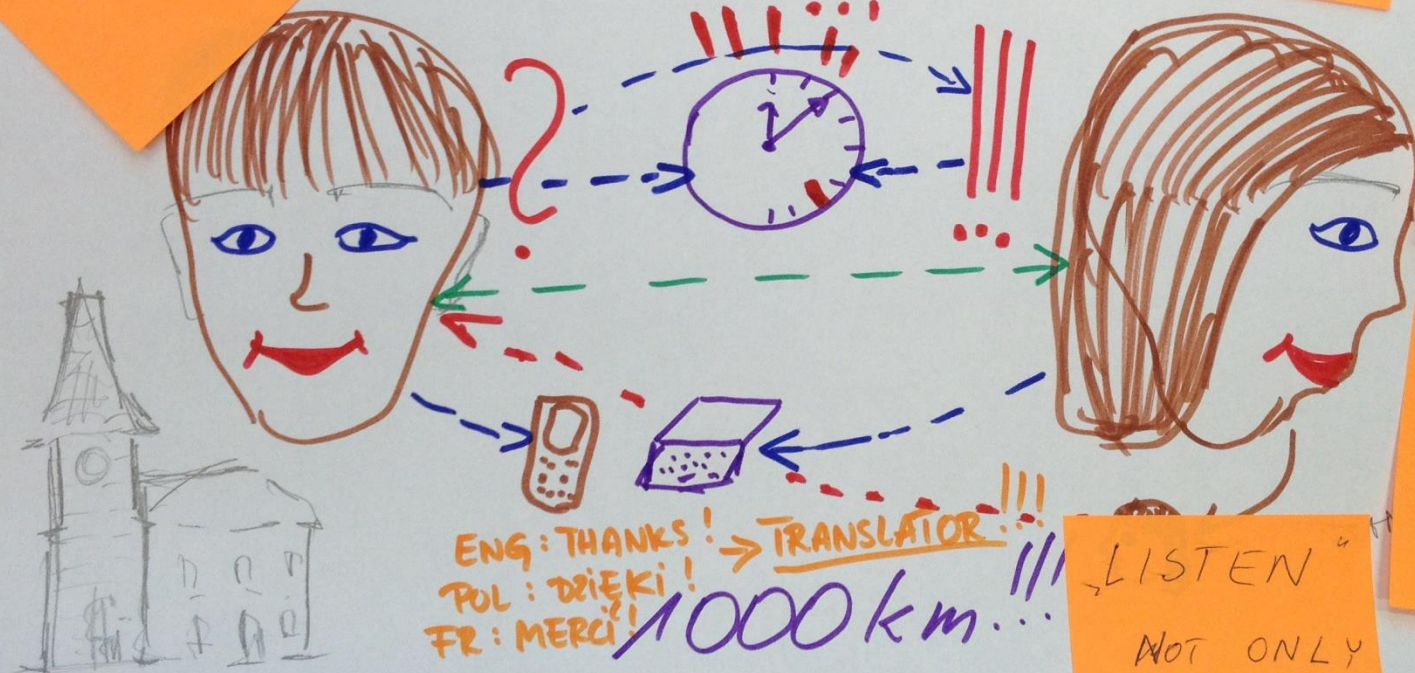 ENG: THANKS! → TRANSLATOR!!!
POL: DZIĘKI!
FR: MERCI!
1000 km...!!!
„LISTEN"
NOT ONLY